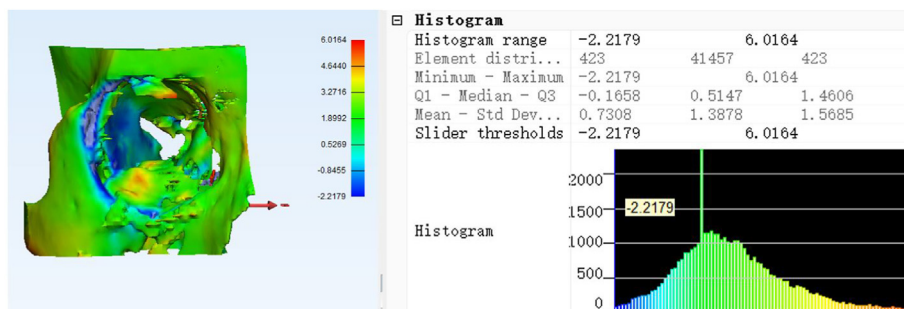 6.0164
4.6440
3.2716
1.8992
0.5269
-0.8455
-2.2179
Histogram
Histogram range -2.2179 6.0164
Element distri... 423 41457 423
Minimum - Maximum -2.2179 6.0164
Q1 - Median - Q3 -0.1658 0.5147 1.4606
Mean - Std Dev... 0.7308 1.3878 1.5685
Slider thresholds -2.2179 6.0164
Histogram
2000
1500
1000
500
0
-2.2179